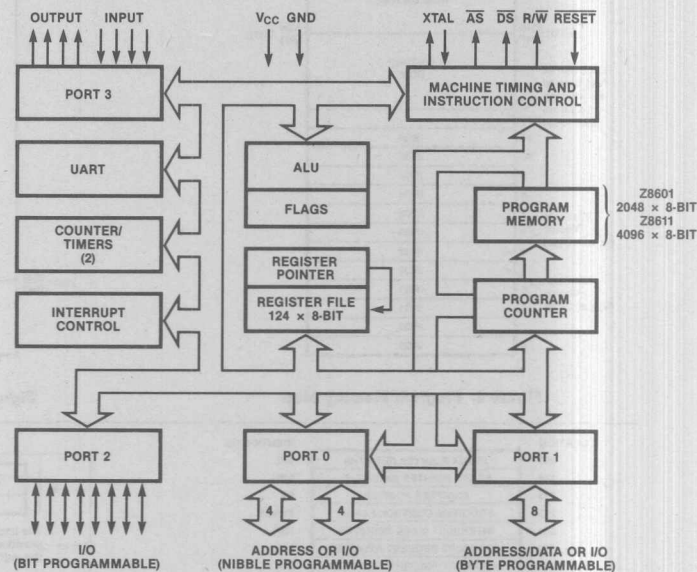 OUTPUT INPUT VCC GND XTAL AS DS R/W RESET
PORT 3
MACHINE TIMING AND
INSTRUCTION CONTROL
UART
ALU
FLAGS
PROGRAM
MEMORY
Z8601
2048 × 8-BIT
Z8611
4096 × 8-BIT
COUNTER/
TIMERS
(2)
REGISTER
POINTER
REGISTER FILE
124 × 8-BIT
PROGRAM
COUNTER
INTERRUPT
CONTROL
PORT 2
PORT 0
PORT 1
4
4
8
I/O
(BIT PROGRAMMABLE)
ADDRESS OR I/O
(NIBBLE PROGRAMMABLE)
ADDRESS/DATA OR I/O
(BYTE PROGRAMMABLE)